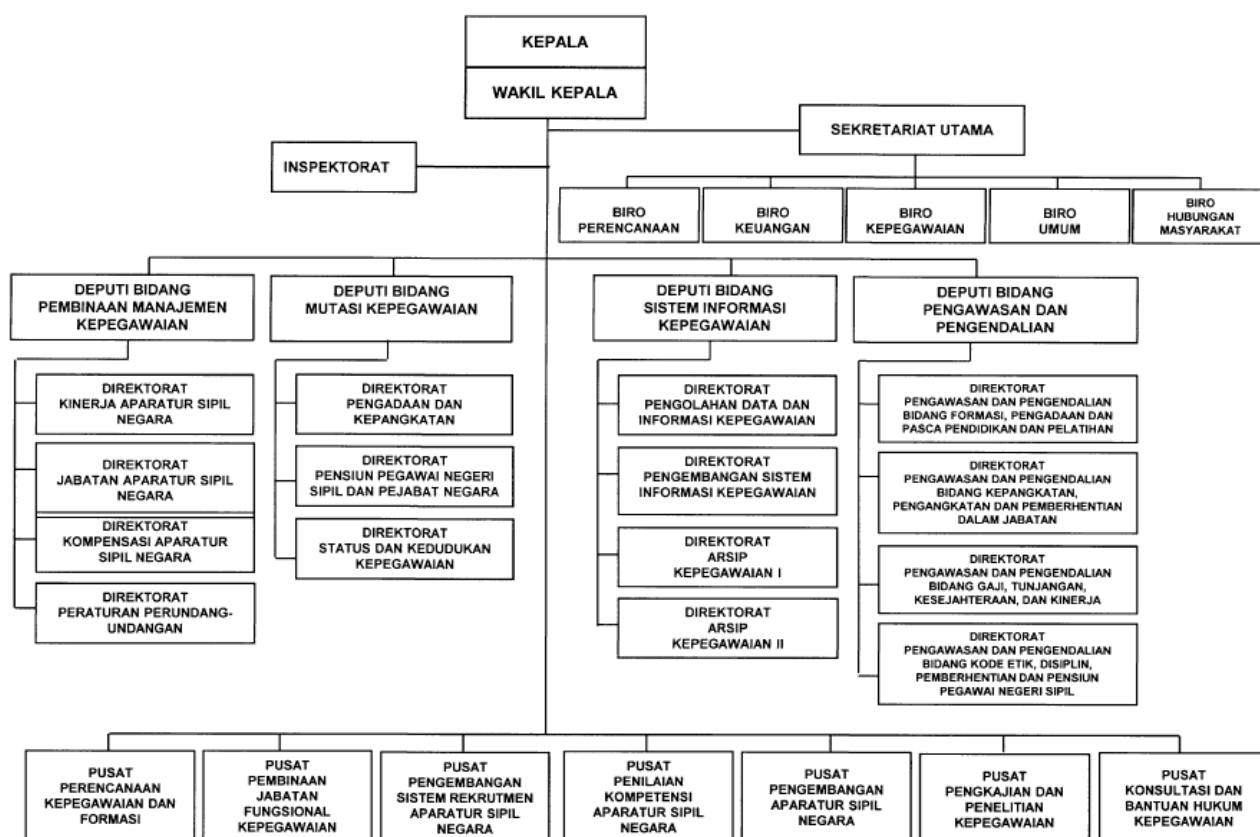 KEPALA
WAKIL KEPALA
SEKRETARIAT UTAMA
INSPEKTORAT
BIRO
PERENCANAAN
BIRO
KEUANGAN
BIRO
KEPEGAWAIAN
BIRO
UMUM
BIRO
HUBUNGAN
MASYARAKAT
DEPUTI BIDANG
PEMBINAAN MANAJEMEN
KEPEGAWAIAN
DEPUTI BIDANG
MUTASI KEPEGAWAIAN
DEPUTI BIDANG
SISTEM INFORMASI
KEPEGAWAIAN
DEPUTI BIDANG
PENGAWASAN DAN
PENGENDALIAN
DIREKTORAT
KINERJA APARATUR SIPIL
NEGARA
DIREKTORAT
JABATAN APARATUR SIPIL
NEGARA
DIREKTORAT
KOMPENSASI APARATUR
SIPIL NEGARA
DIREKTORAT
PERATURAN PERUNDANG-
UNDANGAN
DIREKTORAT
PENGADAAN DAN
KEPANGKATAN
DIREKTORAT
PENSIUN PEGAWAI NEGERI
SIPIL DAN PEJABAT NEGARA
DIREKTORAT
STATUS DAN KEDUDUKAN
KEPEGAWAIAN
DIREKTORAT
PENGOLAHAN DATA DAN
INFORMASI KEPEGAWAIAN
DIREKTORAT
PENGEMBANGAN SISTEM
INFORMASI KEPEGAWAIAN
DIREKTORAT
ARSIP
KEPEGAWAIAN I
DIREKTORAT
ARSIP
KEPEGAWAIAN II
DIREKTORAT
PENGAWASAN DAN PENGENDALIAN
BIDANG FORMASI, PENGADAAN DAN
PASCA PENDIDIKAN DAN PELATIHAN
DIREKTORAT
PENGAWASAN DAN PENGENDALIAN
BIDANG KEPANGKATAN,
PENGANGKATAN DAN PEMBERHENTIAN
DALAM JABATAN
DIREKTORAT
PENGAWASAN DAN PENGENDALIAN
BIDANG GAJI, TUNJANGAN,
KESEJAHTERAAN, DAN KINERJA
DIREKTORAT
PENGAWASAN DAN PENGENDALIAN
BIDANG KODE ETIK, DISIPLIN,
PEMBERHENTIAN DAN PENSIUN
PEGAWAI NEGERI SIPIL
PUSAT
PERENCANAAN
KEPEGAWAIAN DAN
FORMASI
PUSAT
PEMBINAAN
JABATAN
FUNGSIONAL
KEPEGAWAIAN
PUSAT
PENGEMBANGAN
SISTEM REKRUTMEN
APARATUR SIPIL
NEGARA
PUSAT
PENILAIAN
KOMPETENSI
APARATUR SIPIL
NEGARA
PUSAT
PENGEMBANGAN
APARATUR SIPIL
NEGARA
PUSAT
PENGKAJIAN DAN
PENELITIAN
KEPEGAWAIAN
PUSAT
KONSULTASI DAN
BANTUAN HUKUM
KEPEGAWAIAN